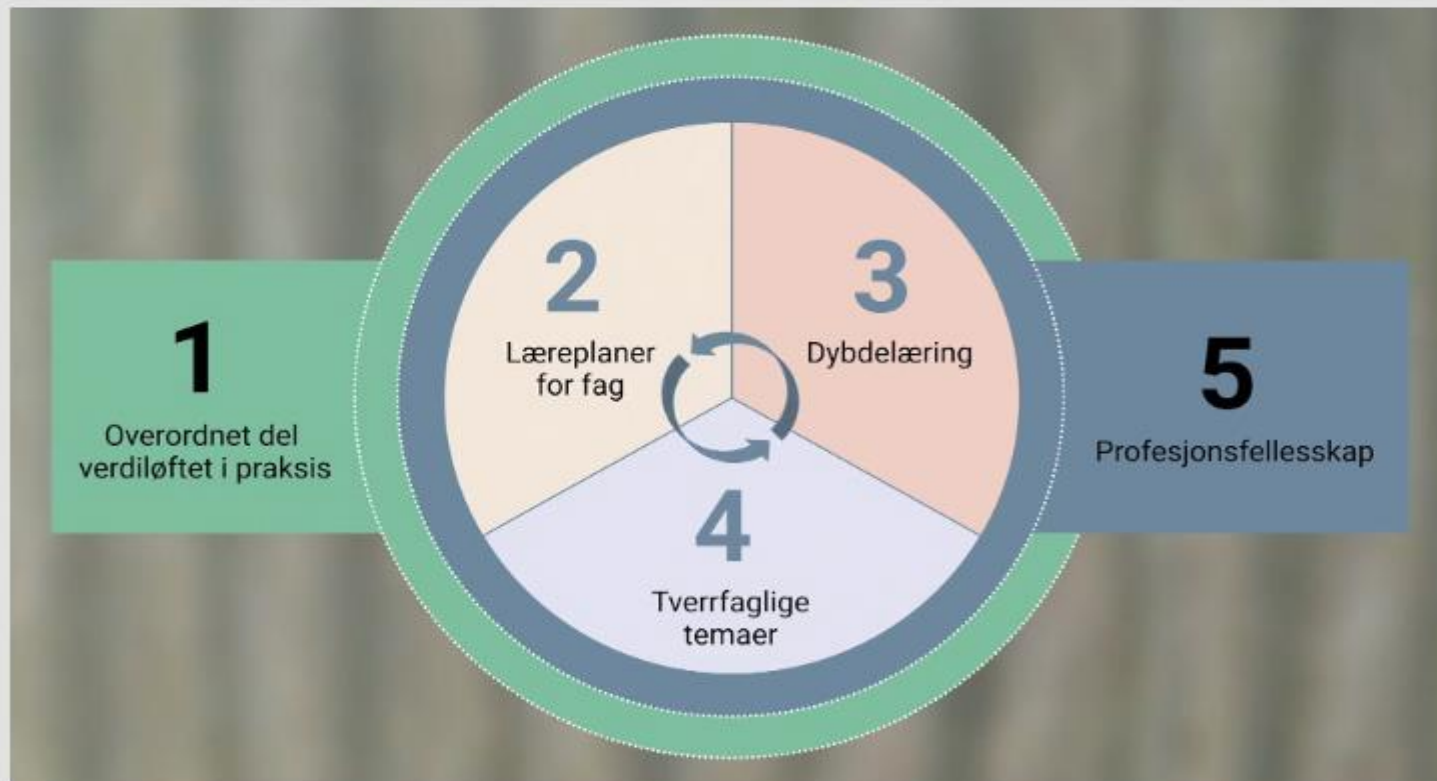 1
Overordnet del
verdiløftet i praksis
2
Læreplaner
for fag
3
Dybdelæring
4
Tverrfaglige
temaer
5
Profesjonsfellesskap